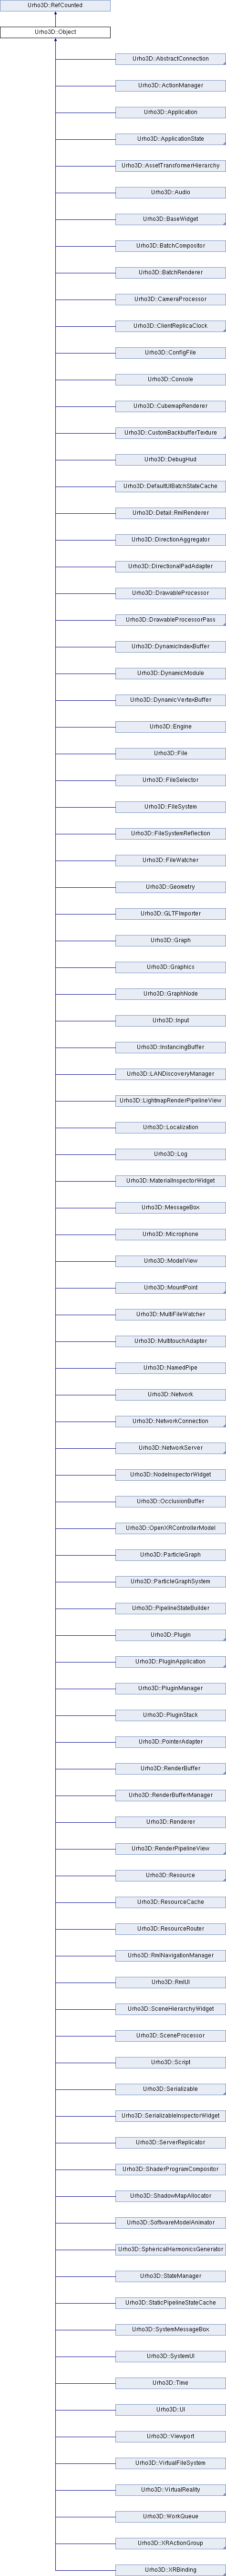 Urho3D::RefCounted
Urho3D::Object
Urho3D::AbstractConnection
Urho3D::ActionManager
Urho3D::Application
Urho3D::ApplicationState
Urho3D::AssetTransformerHierarchy
Urho3D::Audio
Urho3D::BaseWidget
Urho3D::BatchCompositor
Urho3D::BatchRenderer
Urho3D::CameraProcessor
Urho3D::ClientReplicaClock
Urho3D::ConfigFile
Urho3D::Console
Urho3D::CubemapRenderer
Urho3D::CustomBackbufferTexture
Urho3D::DebugHud
Urho3D::DefaultUIBatchStateCache
Urho3D::Detail::RmlRenderer
Urho3D::DirectionAggregator
Urho3D::DirectionalPadAdapter
Urho3D::DrawableProcessor
Urho3D::DrawableProcessorPass
Urho3D::DynamicIndexBuffer
Urho3D::DynamicModule
Urho3D::DynamicVertexBuffer
Urho3D::Engine
Urho3D::File
Urho3D::FileSelector
Urho3D::FileSystem
Urho3D::FileSystemReflection
Urho3D::FileWatcher
Urho3D::Geometry
Urho3D::GLTFImporter
Urho3D::Graph
Urho3D::Graphics
Urho3D::GraphNode
Urho3D::Input
Urho3D::InstancingBuffer
Urho3D::LANDiscoveryManager
Urho3D::LightmapRenderPipelineView
Urho3D::Localization
Urho3D::Log
Urho3D::MaterialInspectorWidget
Urho3D::MessageBox
Urho3D::Microphone
Urho3D::ModelView
Urho3D::MountPoint
Urho3D::MultiFileWatcher
Urho3D::MultitouchAdapter
Urho3D::NamedPipe
Urho3D::Network
Urho3D::NetworkConnection
Urho3D::NetworkServer
Urho3D::NodeInspectorWidget
Urho3D::OcclusionBuffer
Urho3D::OpenXRControllerModel
Urho3D::ParticleGraph
Urho3D::ParticleGraphSystem
Urho3D::PipelineStateBuilder
Urho3D::Plugin
Urho3D::PluginApplication
Urho3D::PluginManager
Urho3D::PluginStack
Urho3D::PointerAdapter
Urho3D::RenderBuffer
Urho3D::RenderBufferManager
Urho3D::Renderer
Urho3D::RenderPipelineView
Urho3D::Resource
Urho3D::ResourceCache
Urho3D::ResourceRouter
Urho3D::RmlNavigationManager
Urho3D::RmlUI
Urho3D::SceneHierarchyWidget
Urho3D::SceneProcessor
Urho3D::Script
Urho3D::Serializable
Urho3D::SerializableInspectorWidget
Urho3D::ServerReplicator
Urho3D::ShaderProgramCompositor
Urho3D::ShadowMapAllocator
Urho3D::SoftwareModelAnimator
Urho3D::SphericalHarmonicsGenerator
Urho3D::StateManager
Urho3D::StaticPipelineStateCache
Urho3D::SystemMessageBox
Urho3D::SystemUI
Urho3D::Time
Urho3D::UI
Urho3D::Viewport
Urho3D::VirtualFileSystem
Urho3D::VirtualReality
Urho3D::WorkQueue
Urho3D::XRActionGroup
Urho3D::XRBinding